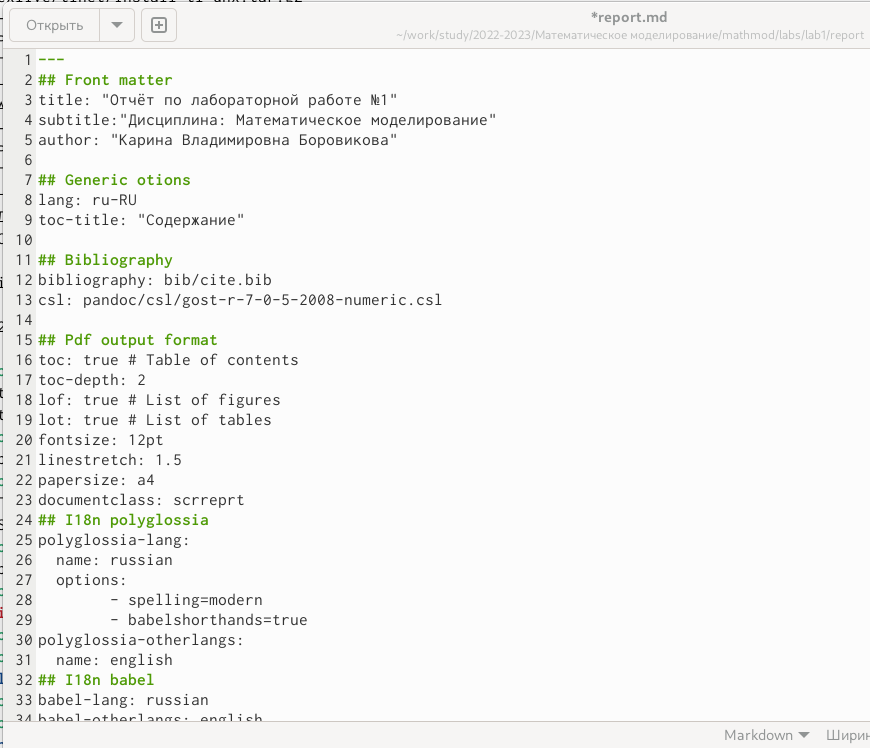 Открыть
*report.md
~/work/study/2022-2023/Математическое моделирование/mathmod/labs/lab1/report
1 ---
2 ## Front matter
3 title: "Отчёт по лабораторной работе №1"
4 subtitle:"Дисциплина: Математическое моделирование"
5 author: "Карина Владимировна Боровикова"
6
7 ## Generic otions
8 lang: ru-RU
9 toc-title: "Содержание"
10
11 ## Bibliography
12 bibliography: bib/cite.bib
13 csl: pandoc/csl/gost-r-7-0-5-2008-numeric.csl
14
15 ## Pdf output format
16 toc: true # Table of contents
17 toc-depth: 2
18 lof: true # List of figures
19 lot: true # List of tables
20 fontsize: 12pt
21 linestretch: 1.5
22 papersize: a4
23 documentclass: scrreprt
24 ## I18n polyglossia
25 polyglossia-lang:
26   name: russian
27   options:
28         - spelling=modern
29         - babelshorthands=true
30 polyglossia-otherlangs:
31   name: english
32 ## I18n babel
33 babel-lang: russian
34 babel-otherlangs: english
Markdown Ширин